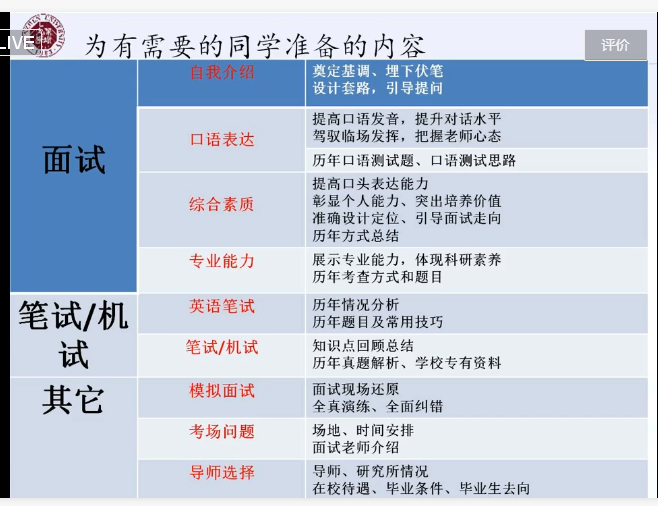 LIVE
为有需要的同学准备的内容
评价
面试
自我介绍
奠定基调、埋下伏笔
设计套路，引导提问
口语表达
提高口语发音，提升对话水平
驾驭临场发挥，把握老师心态
历年口语测试题、口语测试思路
综合素质
提高口头表达能力
彰显个人能力、突出培养价值
准确设计定位、引导面试走向
历年方式总结
专业能力
展示专业能力，体现科研素养
历年考查方式和题目
笔试/机
试
英语笔试
历年情况分析
历年题目及常用技巧
笔试/机试
知识点回顾总结
历年真题解析、学校专有资料
其它
模拟面试
面试现场还原
全真演练、全面纠错
考场问题
场地、时间安排
面试老师介绍
导师选择
导师、研究所情况
在校待遇、毕业条件、毕业生去向